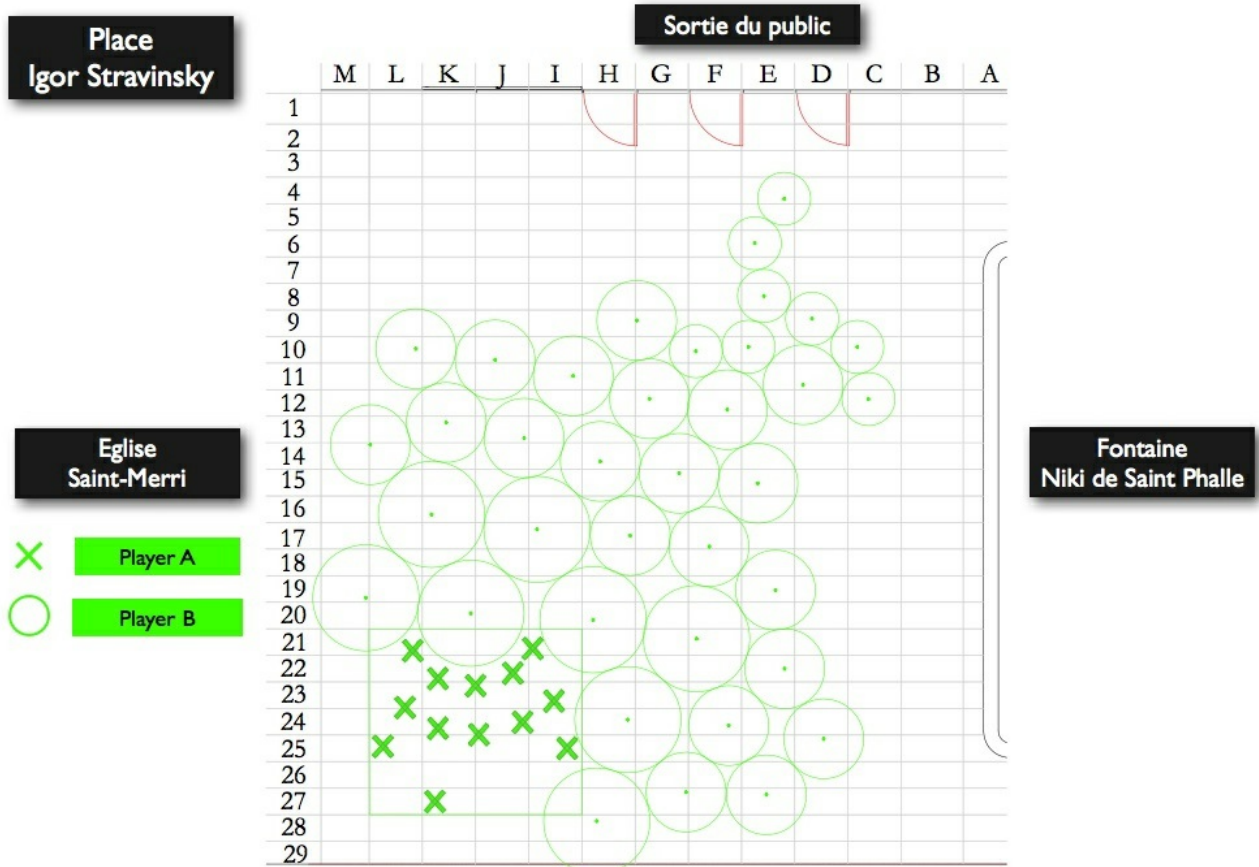 Place
Igor Stravinsky
Sortie du public
M L K J I H G F E D C B A
1
2
3
4
5
6
7
8
9
10
11
12
13
14
15
16
17
18
19
20
21
22
23
24
25
26
27
28
29
Eglise
Saint-Merri
Player A
Player B
Fontaine
Niki de Saint Phalle